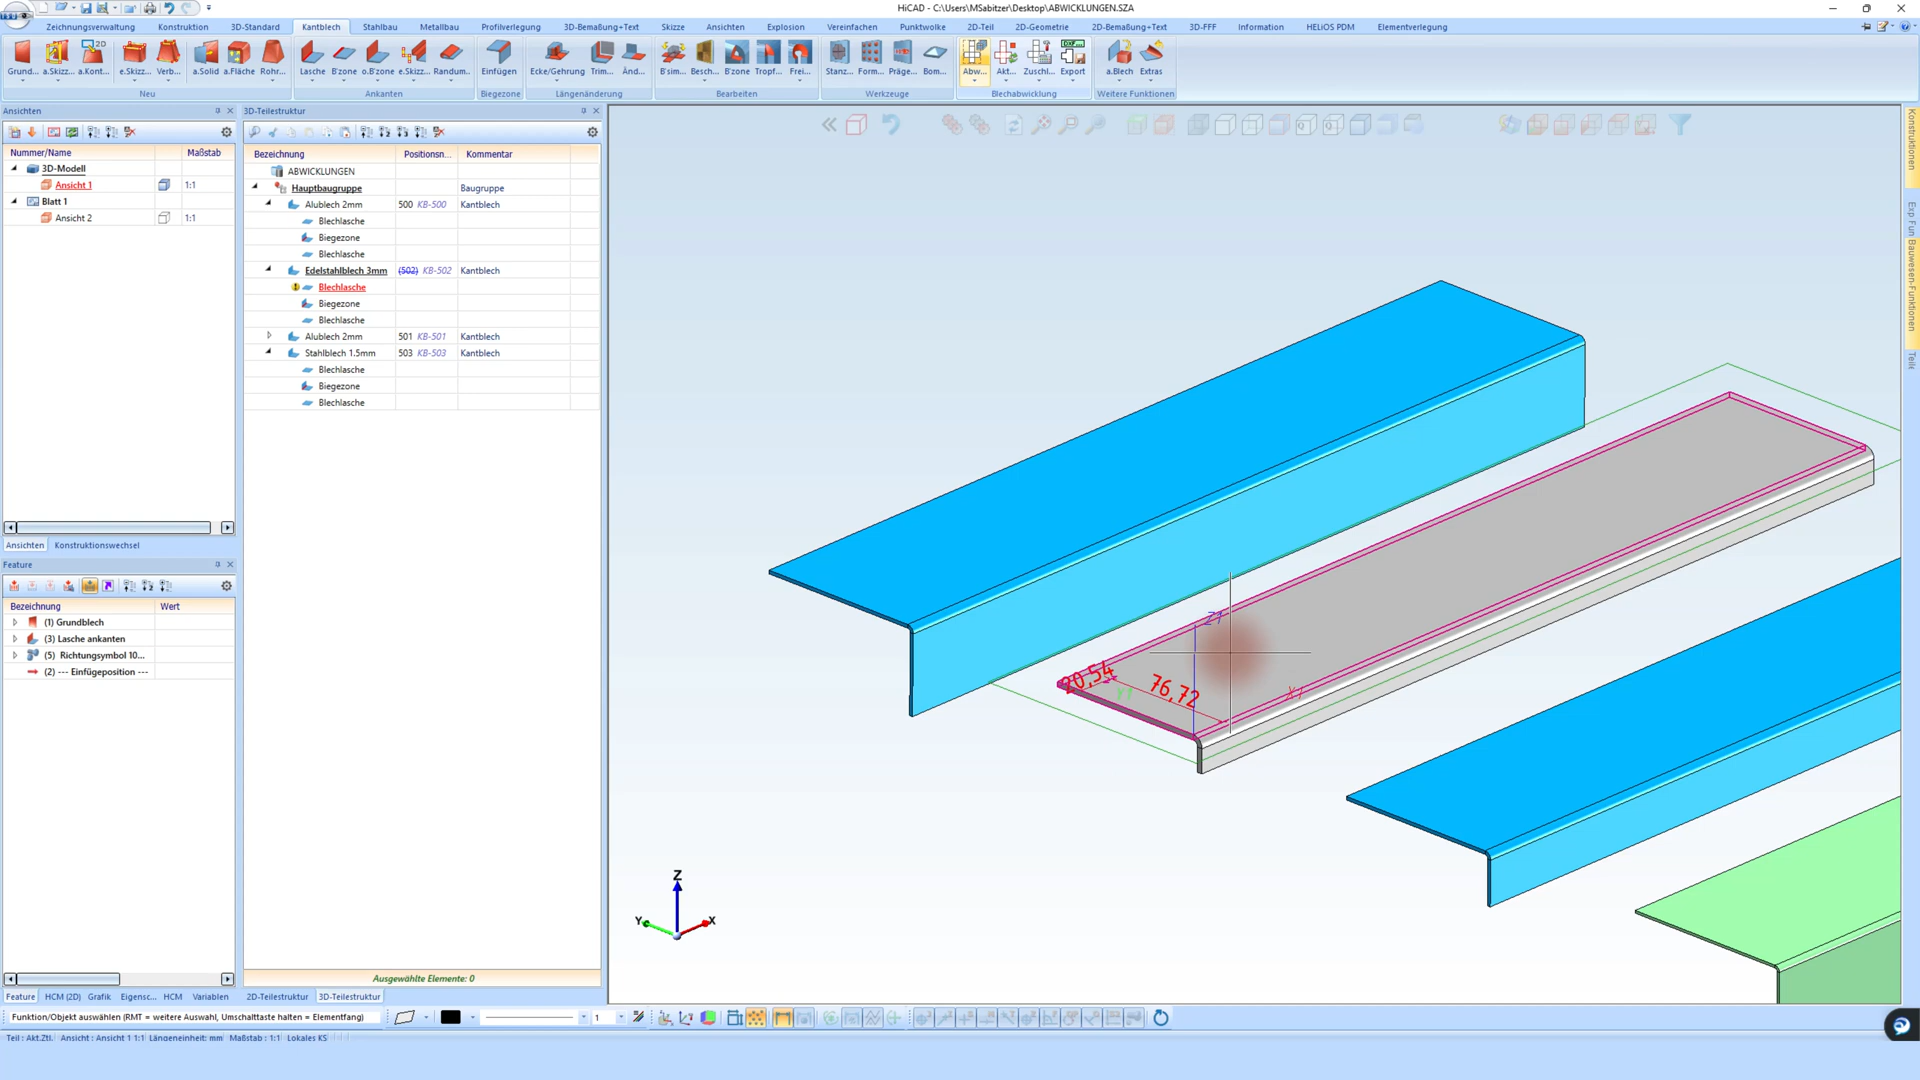 HiCAD - C:\Users\MSabitzer\Desktop\ABWICKLUNGEN.SZA
Zeichnungsverwaltung Konstruktion 3D-Standard Kantblech Stahlbau Metallbau Profilverlegung 3D-Bemaßung+Text Skizze Ansichten Explosion Vereinfachen Punktwolke 2D-Teil 2D-Geometrie 2D-Bemaßung+Text 3D-FFF Information HELiOS PDM Elementverlegung
Grund... a.Skizz... a.Kont... e.Skizz... Verb... a.Solid a.Fläche Rohr... Lasche B'zone o.B'zone e.Skizz... Randum... Einfügen Ecke/Gehrung Trim... Änd... B'sim... Besch... B'zone Tropf... Frei... Stanz... Form... Präge... Bom... Abw... Akt... Zuschl... Export a.Blech Extras
Neu Ankanten Biegezone Längenänderung Bearbeiten Werkzeuge Blechabwicklung Weitere Funktionen
Ansichten
Nummer/Name Maßstab
3D-Modell
Ansicht 1 1:1
Blatt 1
Ansicht 2 1:1
Ansichten Konstruktionswechsel
Feature
Bezeichnung Wert
(1) Grundblech
(3) Lasche ankanten
(5) Richtungsymbol 10...
(2) --- Einfügeposition ---
Feature HCM (2D) Grafik Eigensc... HCM Variablen
3D-Teilestruktur
Bezeichnung Positionsn... Kommentar
ABWICKLUNGEN
Hauptbaugruppe Baugruppe
Alublech 2mm 500 KB-500 Kantblech
Blechlasche
Biegezone
Blechlasche
Edelstahlblech 3mm (502) KB-502 Kantblech
Blechlasche
Biegezone
Blechlasche
Alublech 2mm 501 KB-501 Kantblech
Stahlblech 1.5mm 503 KB-503 Kantblech
Blechlasche
Biegezone
Blechlasche
Ausgewählte Elemente: 0
2D-Teilestruktur 3D-Teilestruktur
Z1
20,54
Y1
76,72
X1
Z
Y
X
Konstruktionen
Exp Fun
Bauwesen-Funktionen
Funktion/Objekt auswählen (RMT = weitere Auswahl, Umschalttaste halten = Elementfang) 1
Teil : Akt.Ztl. Ansicht : Ansicht 1 1:1 Längeneinheit: mm Maßstab : 1:1 Lokales KS